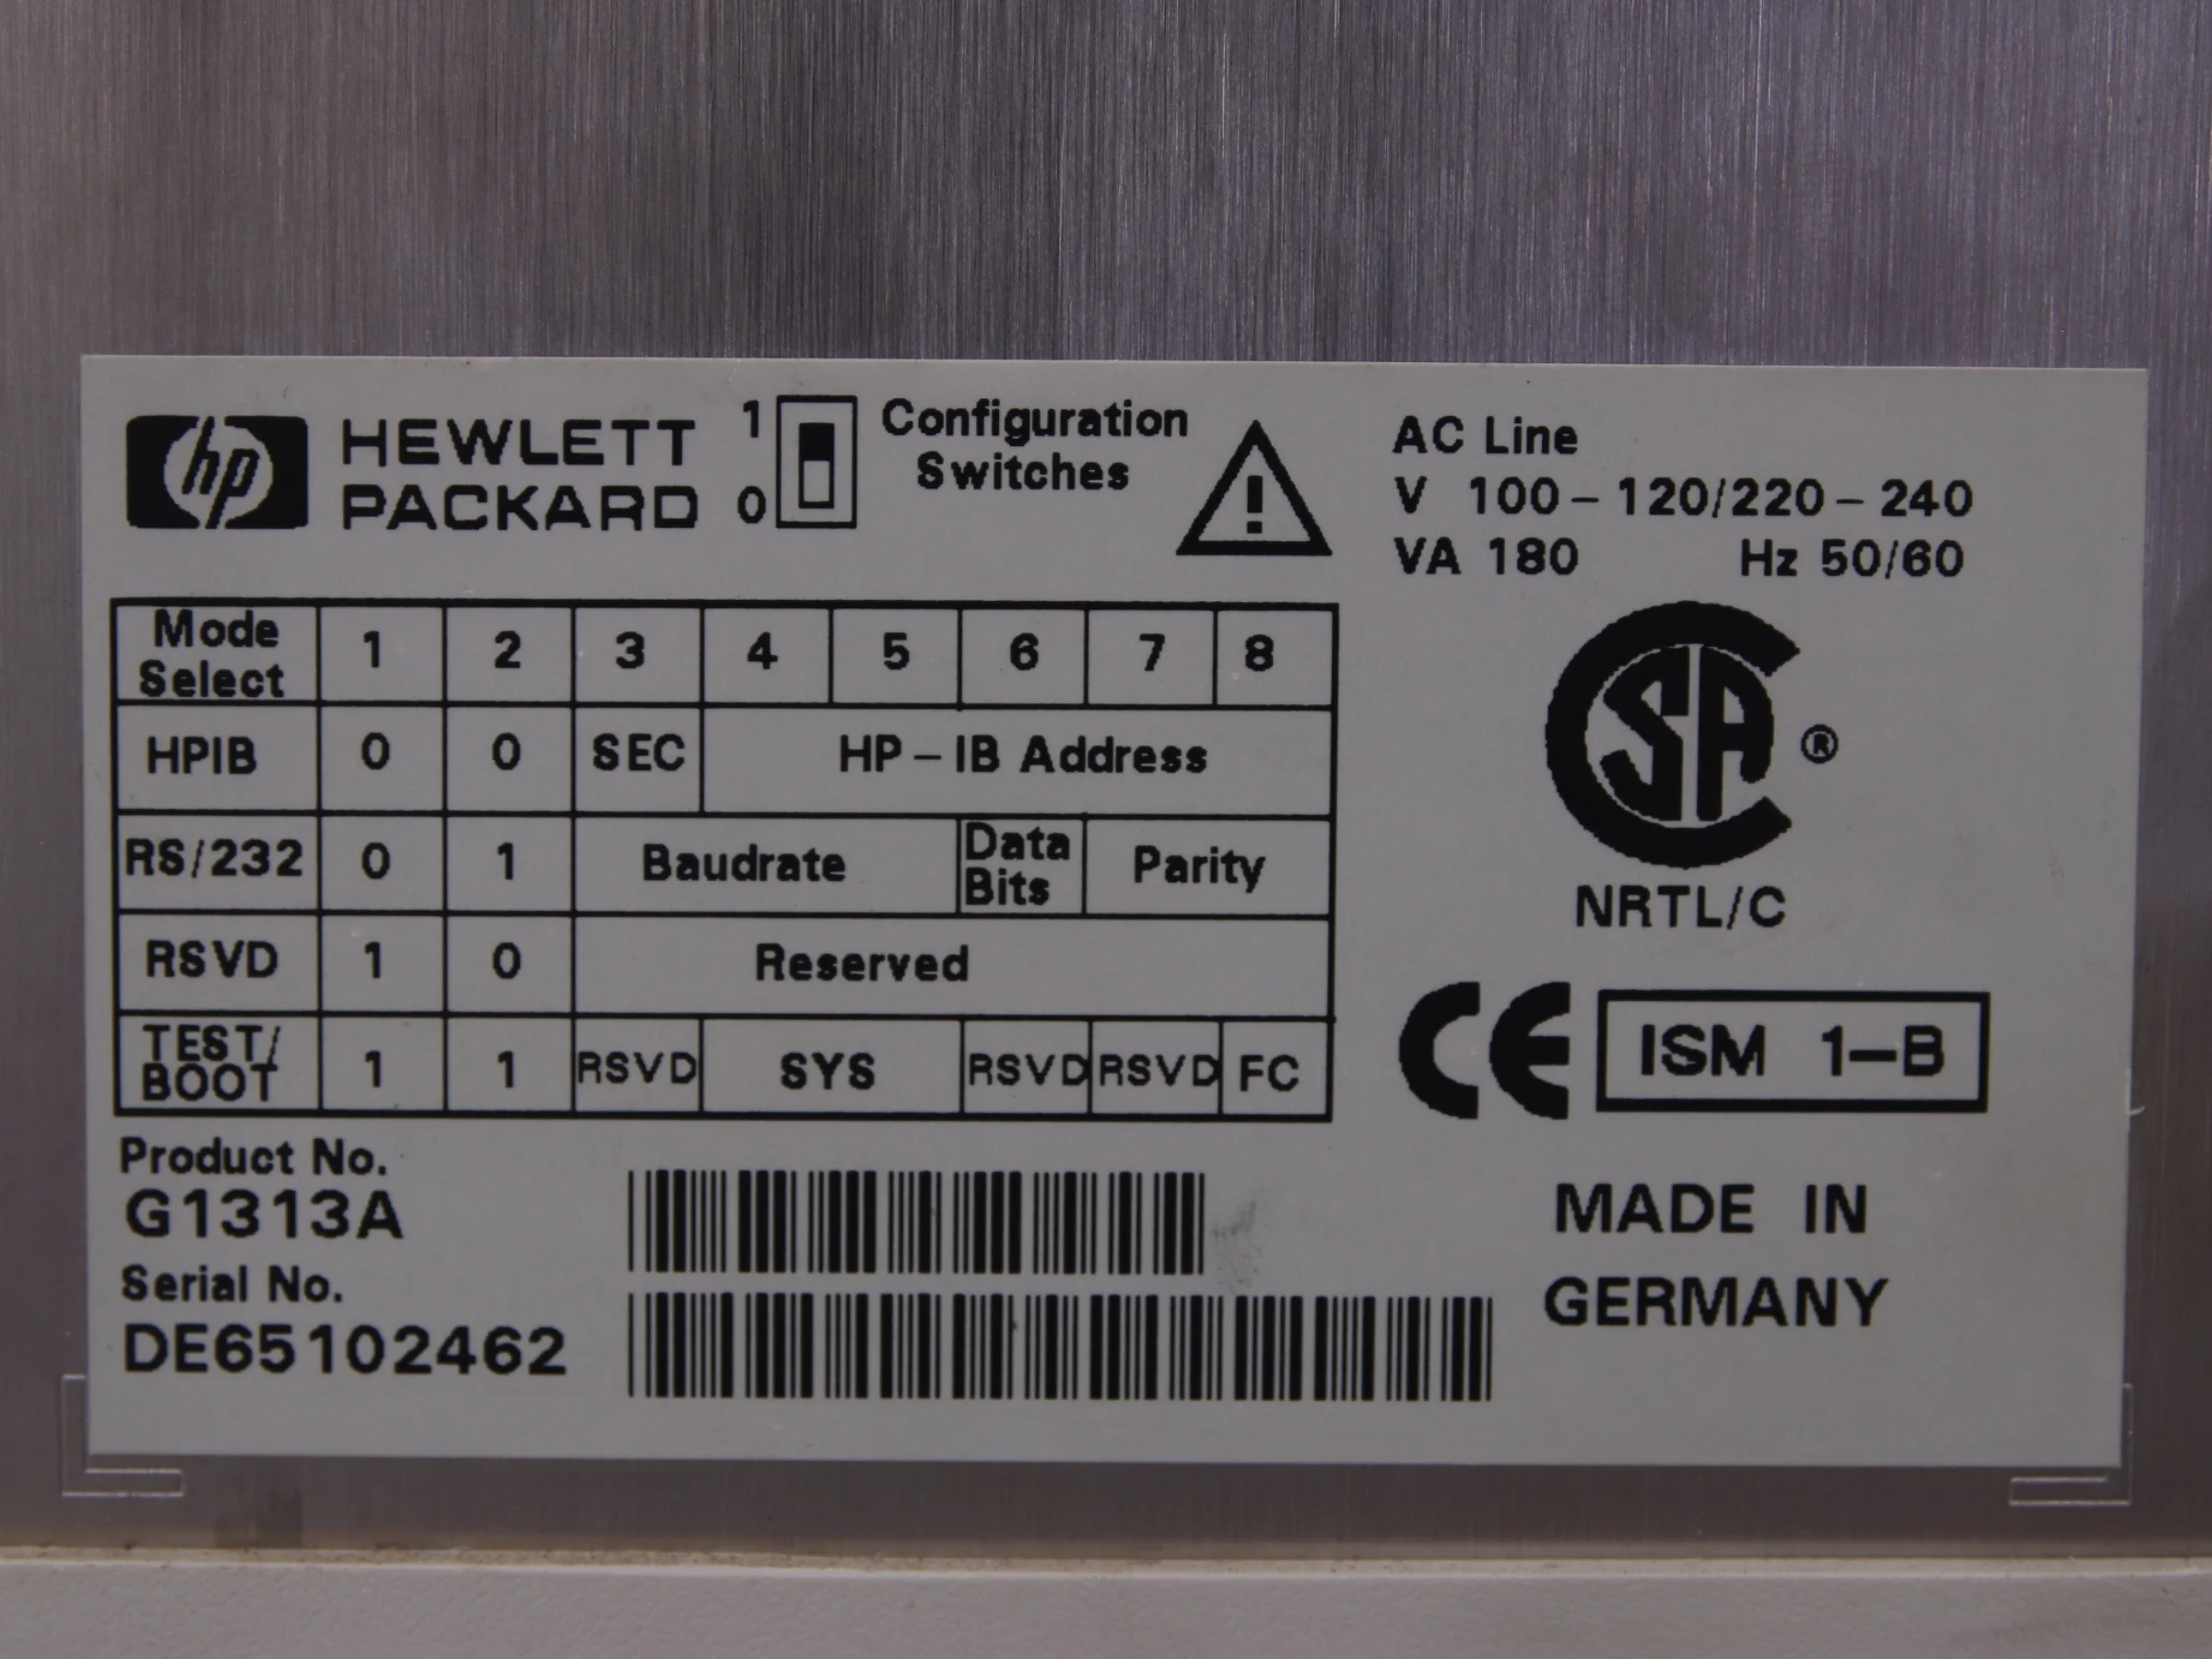 hp HEWLETT PACKARD
1
0
Configuration
Switches
!
AC Line
V 100-120/220-240
VA 180 Hz 50/60
Mode Select 1 2 3 4 5 6 7 8
HPIB 0 0 SEC HP-IB Address
RS/232 0 1 Baudrate Data Bits Parity
RSVD 1 0 Reserved
TEST/BOOT 1 1 RSVD SYS RSVD RSVD FC
CSA ®
NRTL/C
CE ISM 1-B
Product No.
G1313A
Serial No.
DE65102462
MADE IN
GERMANY